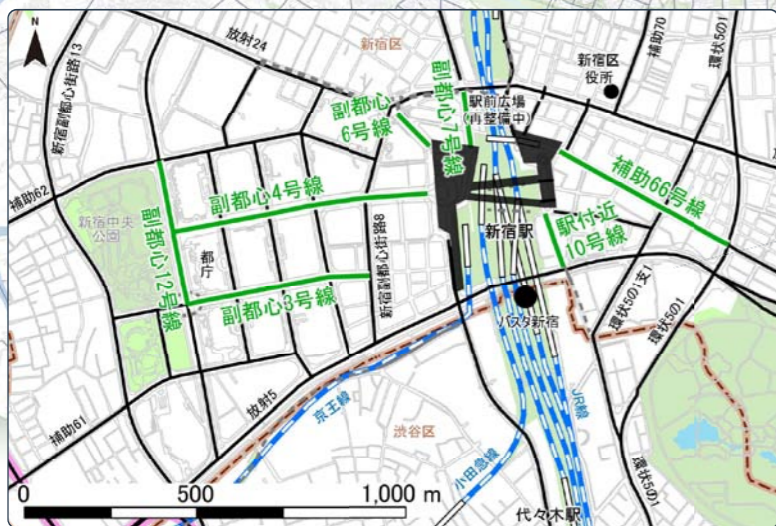 N
放射24
新宿区
新宿副都心街路13
副都心
6号線
副都心7号線
駅前広場
(再整備中)
新宿区
役所
補助70
環状5の1
補助62
新宿中央
公園
副都心4号線
副都心12号線
都庁
副都心3号線
新宿副都心街路8
新宿駅
補助66号線
駅付近
10号線
バスタ新宿
環状5の1支1
環状5の1
補助61
放射5
京王線
渋谷区
小田急線
JR線
環状5の1
代々木駅
0 500 1,000 m